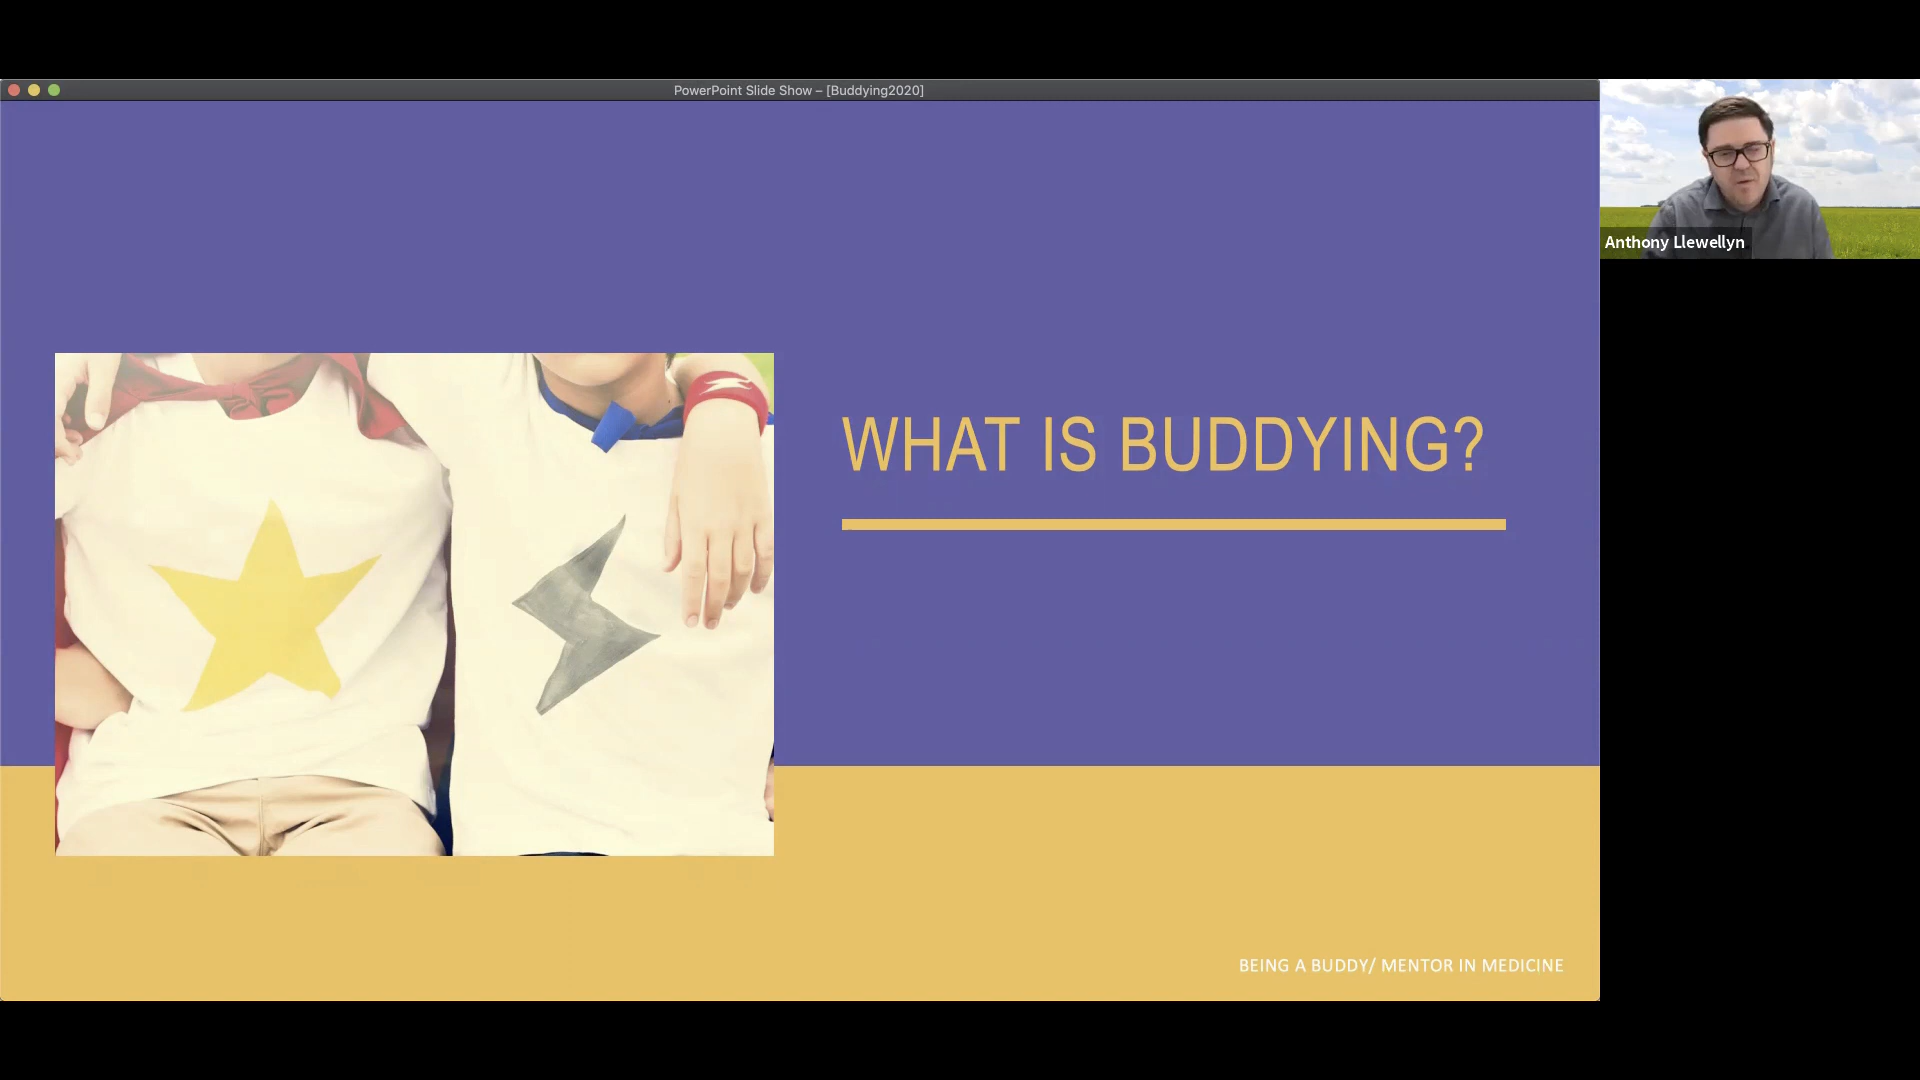 PowerPoint Slide Show – [Buddying2020]
Anthony Llewellyn
WHAT IS BUDDYING?
BEING A BUDDY/ MENTOR IN MEDICINE